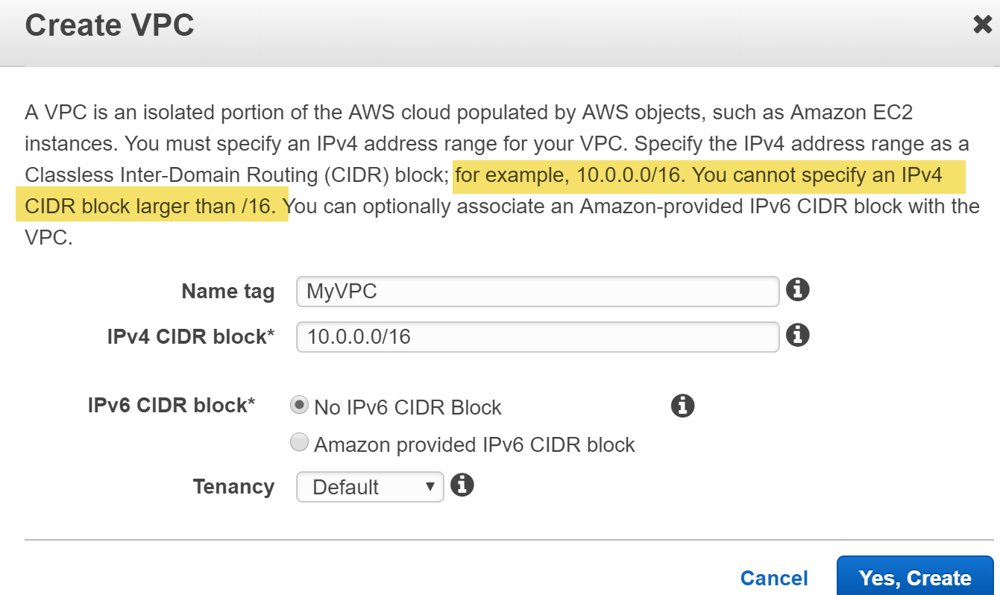 Create VPC
A VPC is an isolated portion of the AWS cloud populated by AWS objects, such as Amazon EC2
instances. You must specify an IPv4 address range for your VPC. Specify the IPv4 address range as a
Classless Inter-Domain Routing (CIDR) block; for example, 10.0.0.0/16. You cannot specify an IPv4
CIDR block larger than /16. You can optionally associate an Amazon-provided IPv6 CIDR block with the
VPC.
Name tag MyVPC
IPv4 CIDR block* 10.0.0.0/16
IPv6 CIDR block* No IPv6 CIDR Block
Amazon provided IPv6 CIDR block
Tenancy Default
Cancel Yes, Create